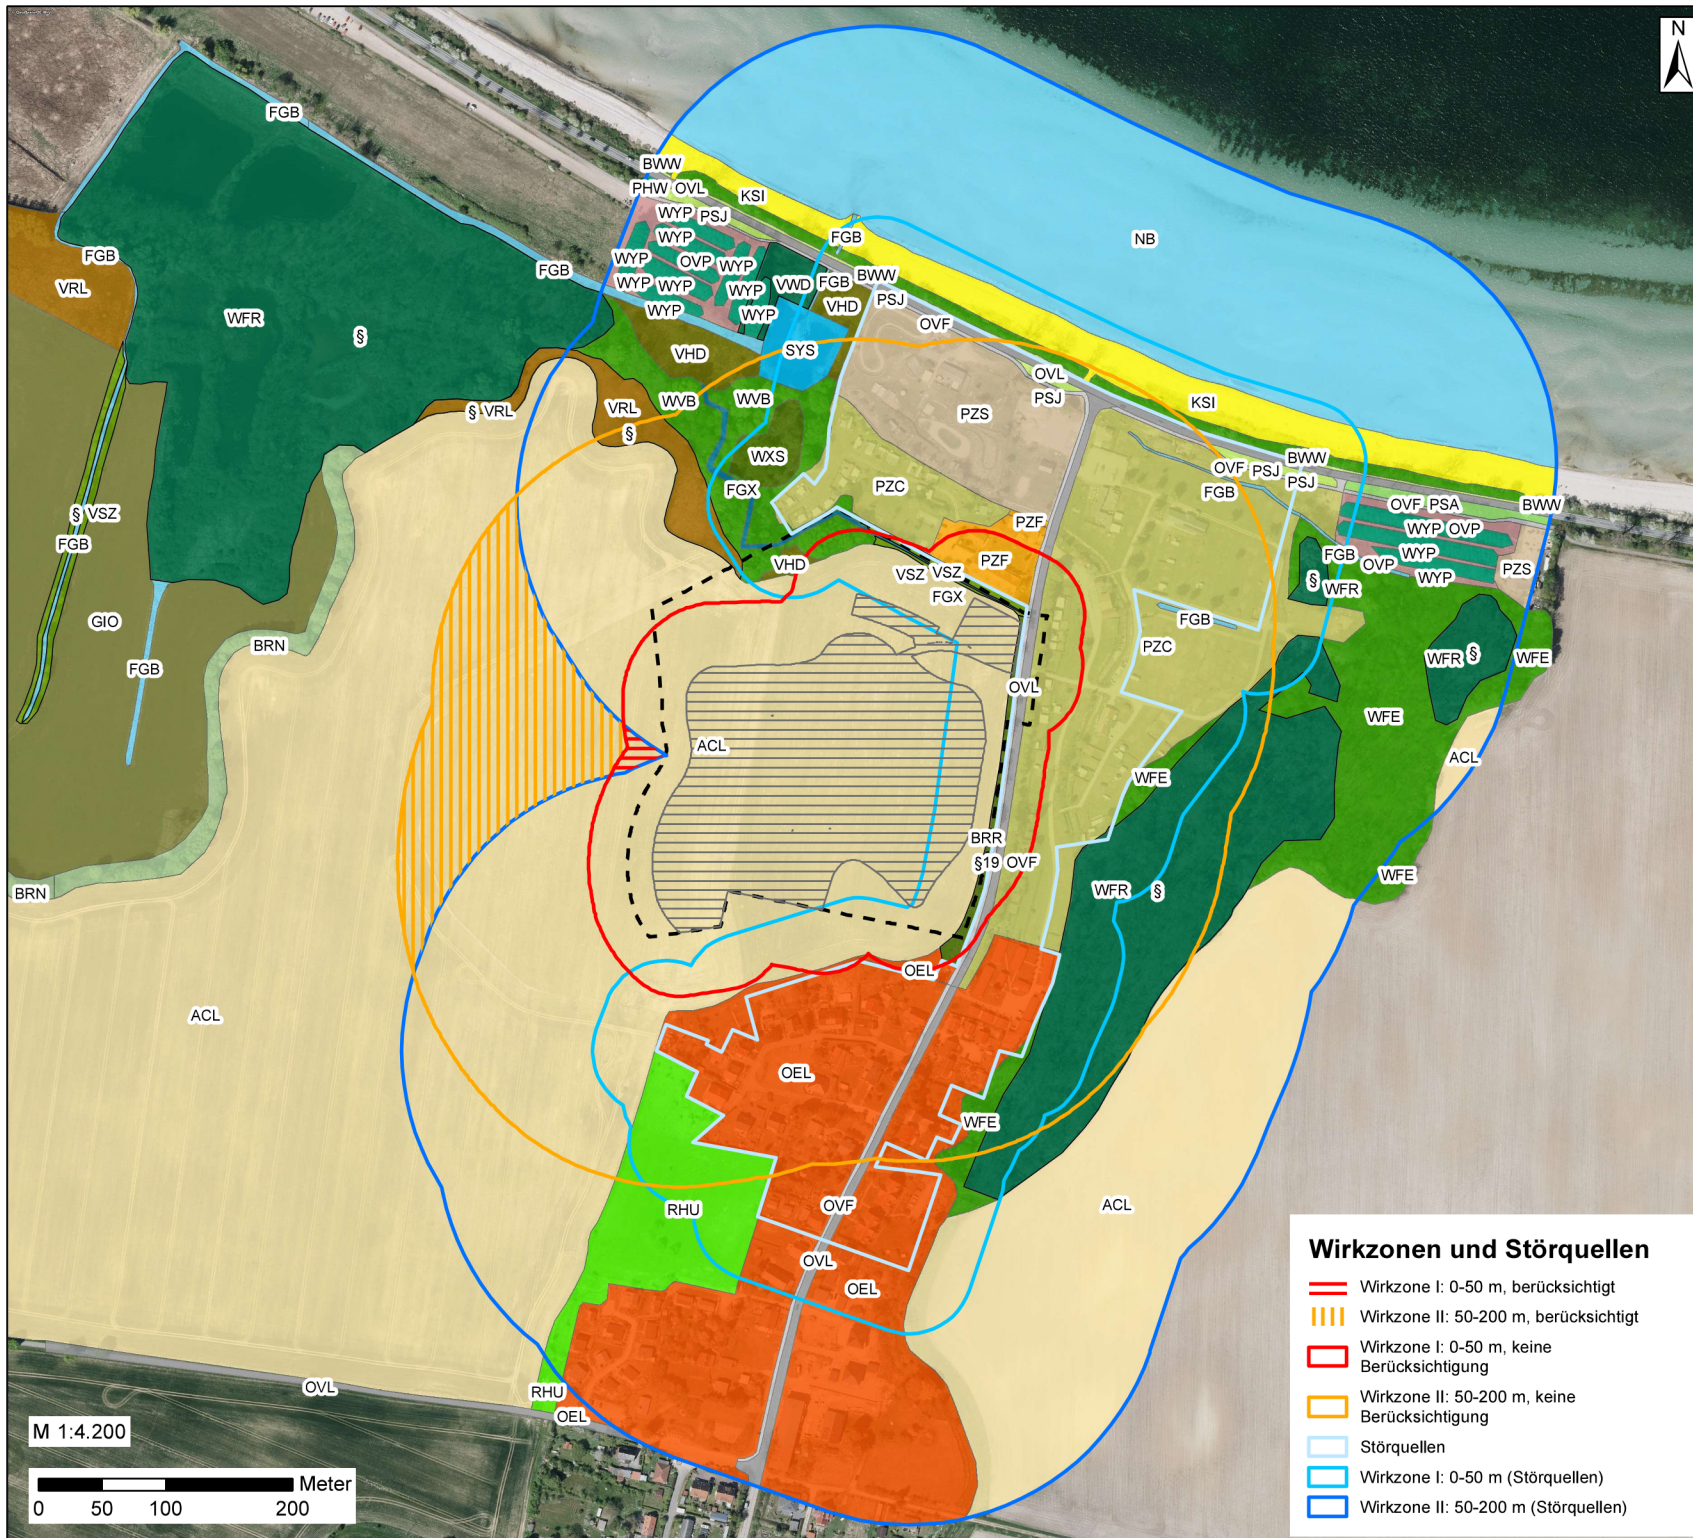 N
FGB
BWW
PHW OVL
KSI
WYP PSJ
WYP
FGB
NB
FGB
VRL
FGB
WYP
OVP
WYP
BWW
WYP WYP
WYP
VWD FGB
PSJ
WYP
WYP
VHD
OVF
WFR
§
VHD
SYS
OVL
PSJ
WVB
WVB
KSI
§ VRL
VRL
§
PZS
WXS
BWW
OVF PSJ
PSJ
FGX
PZC
FGB
OVF PSA
BWW
§ VSZ
PZF
WYP OVP
FGB
VHD
PZF
FGB
WYP
OVP
WYP
PZS
VSZ VSZ
§
WFR
FGX
GIO
FGB
BRN
PZC
FGB
WFR §
WFE
OVL
WFE
ACL
ACL
WFE
BRR
§19 OVF
BRN
WFR §
WFE
OEL
ACL
OEL
WFE
RHU
OVF
ACL
OVL
OEL
OVL
RHU
OEL
M 1:4.200
Meter
0 50 100 200
Wirkzonen und Störquellen
Wirkzone I: 0-50 m, berücksichtigt
Wirkzone II: 50-200 m, berücksichtigt
Wirkzone I: 0-50 m, keine
Berücksichtigung
Wirkzone II: 50-200 m, keine
Berücksichtigung
Störquellen
Wirkzone I: 0-50 m (Störquellen)
Wirkzone II: 50-200 m (Störquellen)